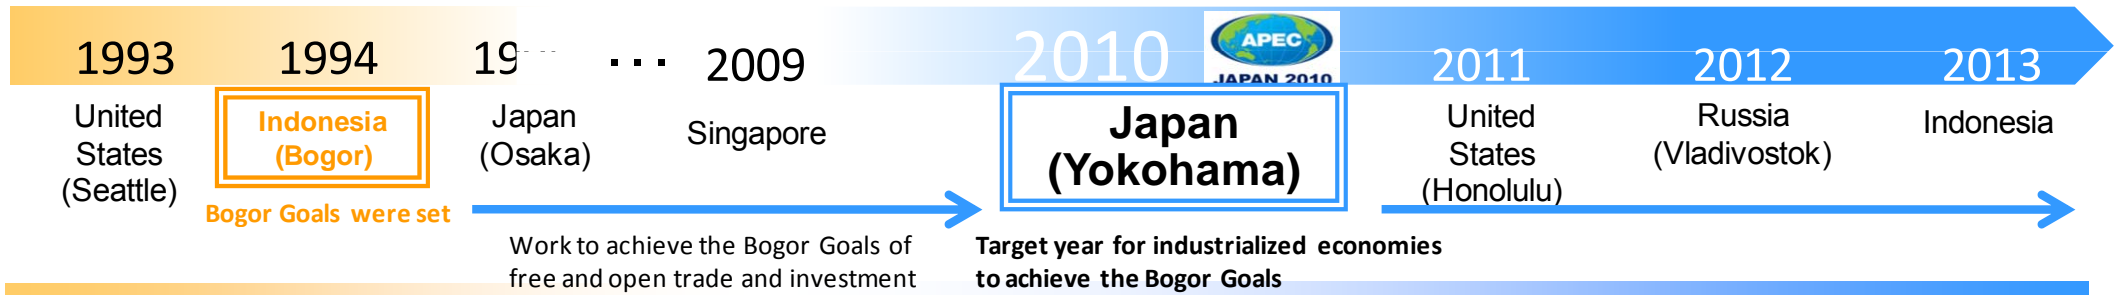 1993
1994
19
...
2009
2010
APEC
JAPAN 2010
2011
2012
2013
United
States
(Seattle)
Indonesia
(Bogor)
Japan
(Osaka)
Singapore
Japan
(Yokohama)
United
States
(Honolulu)
Russia
(Vladivostok)
Indonesia
Bogor Goals were set
Work to achieve the Bogor Goals of
free and open trade and investment
Target year for industrialized economies
to achieve the Bogor Goals